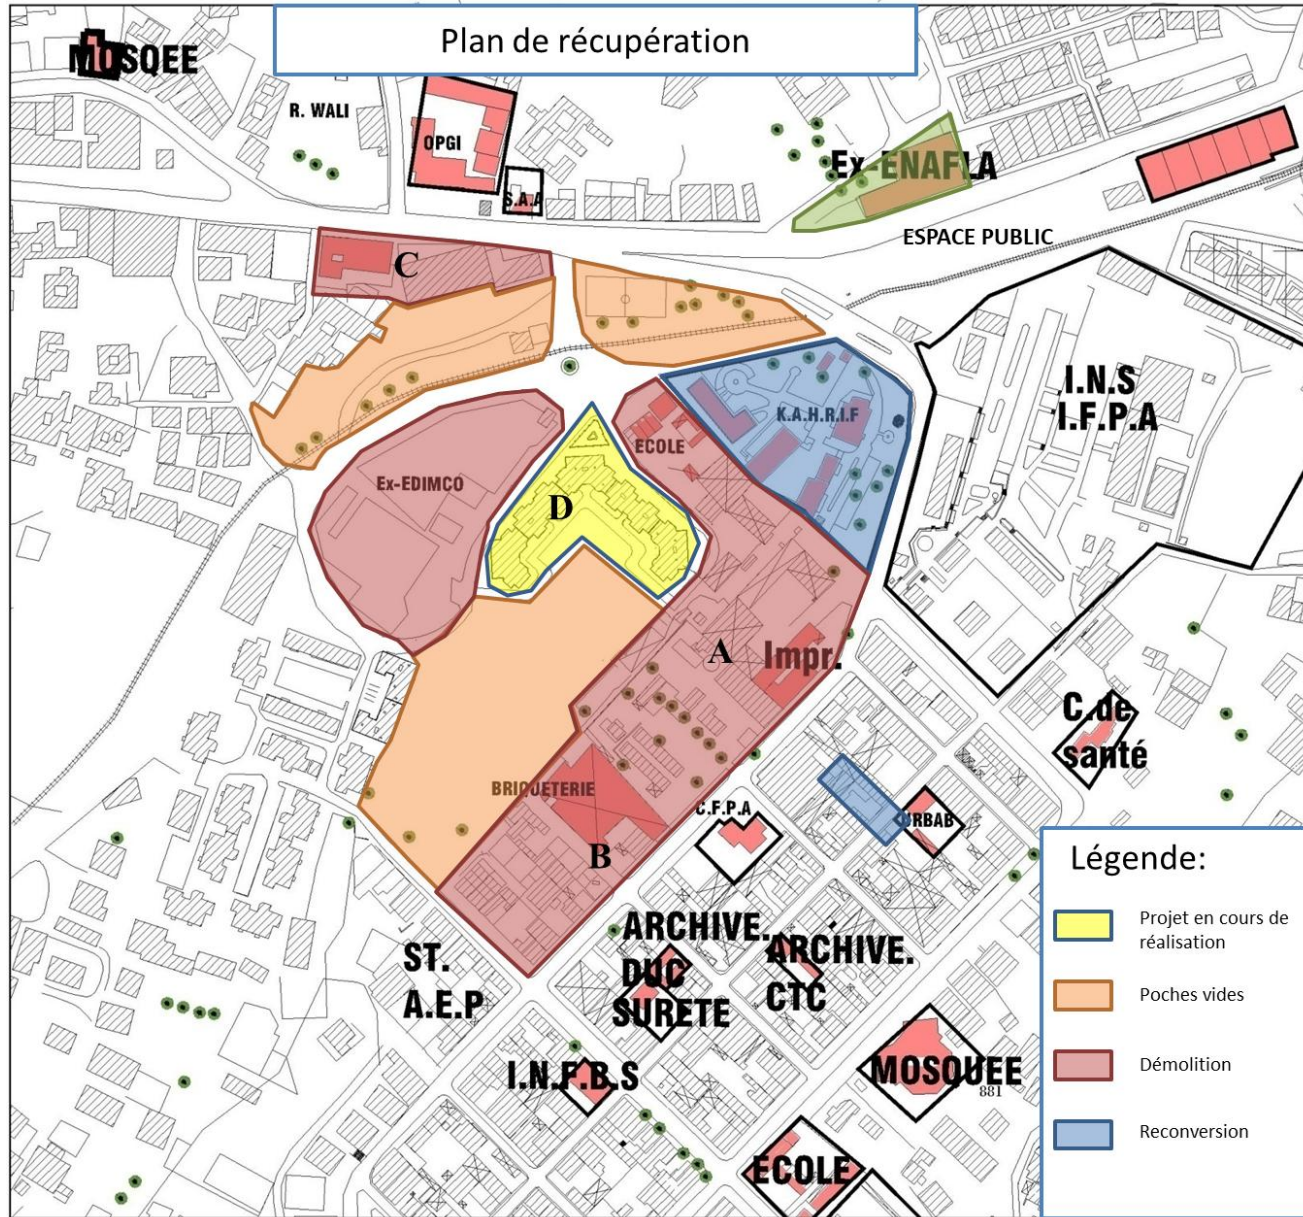 Plan de récupération
MOSQEE
R. WALI
OPGI
S.A.A
Ex-ENAFLA
ESPACE PUBLIC
C
I.N.S
I.F.P.A
K.A.H.R.I.F
ECOLE
Ex-EDIMCO
D
A
Impr.
C.de
santé
BRIQUETERIE
C.F.P.A
URBAB
B
Légende:
Projet en cours de
réalisation
Poches vides
Démolition
Reconversion
ARCHIVE.
DUC
SURETE
ARCHIVE.
CTC
ST.
A.E.P
I.N.F.B.S
MOSQUEE
881
ECOLE